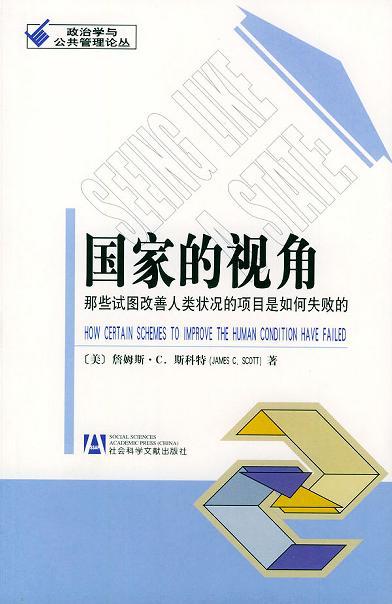 政治学与
公共管理论丛
SEEING LIKE
A STATE:
国家的视角
那些试图改善人类状况的项目是如何失败的
HOW CERTAIN SCHEMES TO IMPROVE THE HUMAN CONDITION HAVE FAILED
〔美〕詹姆斯·C．斯科特(JAMES C. SCOTT) 著
SOCIAL SCIENCES
ACADEMIC PRESS(CHINA)
社会科学文献出版社